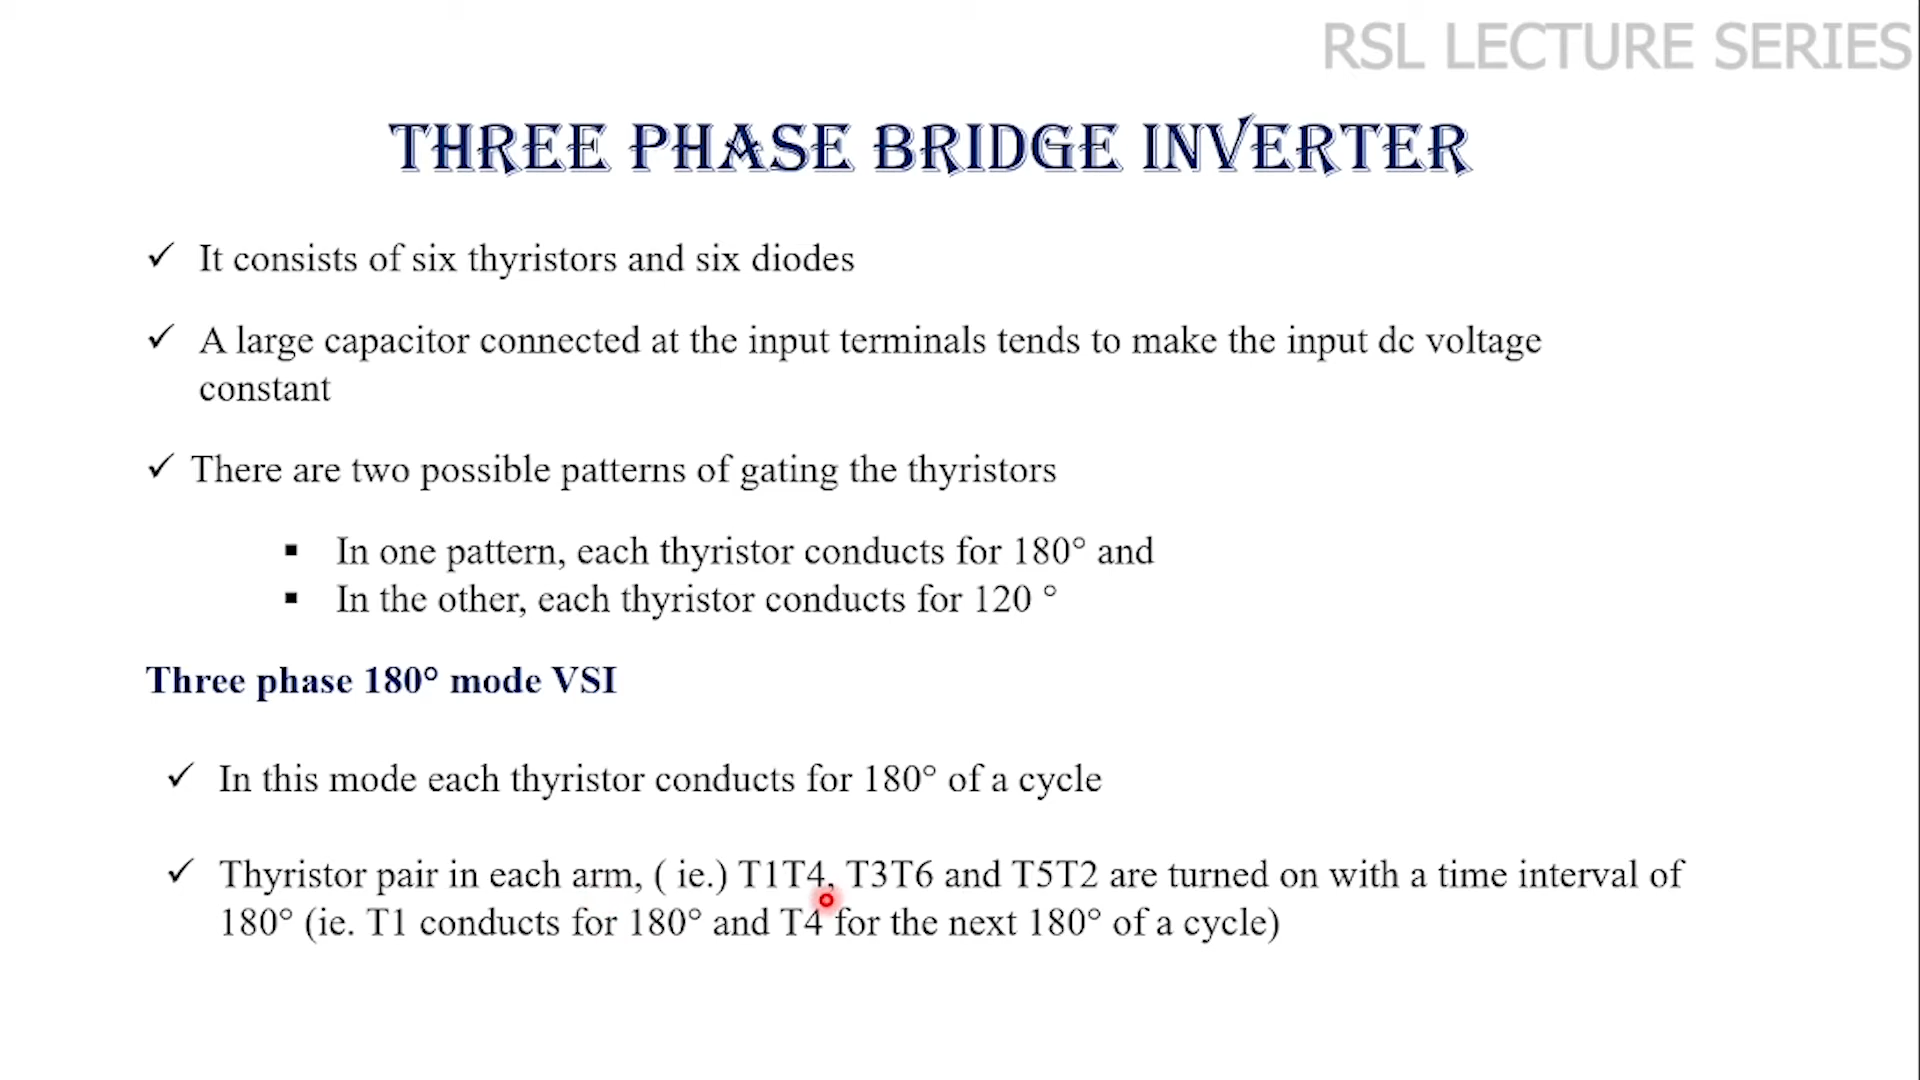 RSL LECTURE SERIES
THREE PHASE BRIDGE INVERTER
✓ It consists of six thyristors and six diodes
✓ A large capacitor connected at the input terminals tends to make the input dc voltage
constant
✓ There are two possible patterns of gating the thyristors
▪ In one pattern, each thyristor conducts for 180° and
▪ In the other, each thyristor conducts for 120 °
Three phase 180° mode VSI
✓ In this mode each thyristor conducts for 180° of a cycle
✓ Thyristor pair in each arm, ( ie.) T1T4, T3T6 and T5T2 are turned on with a time interval of
180° (ie. T1 conducts for 180° and T4 for the next 180° of a cycle)